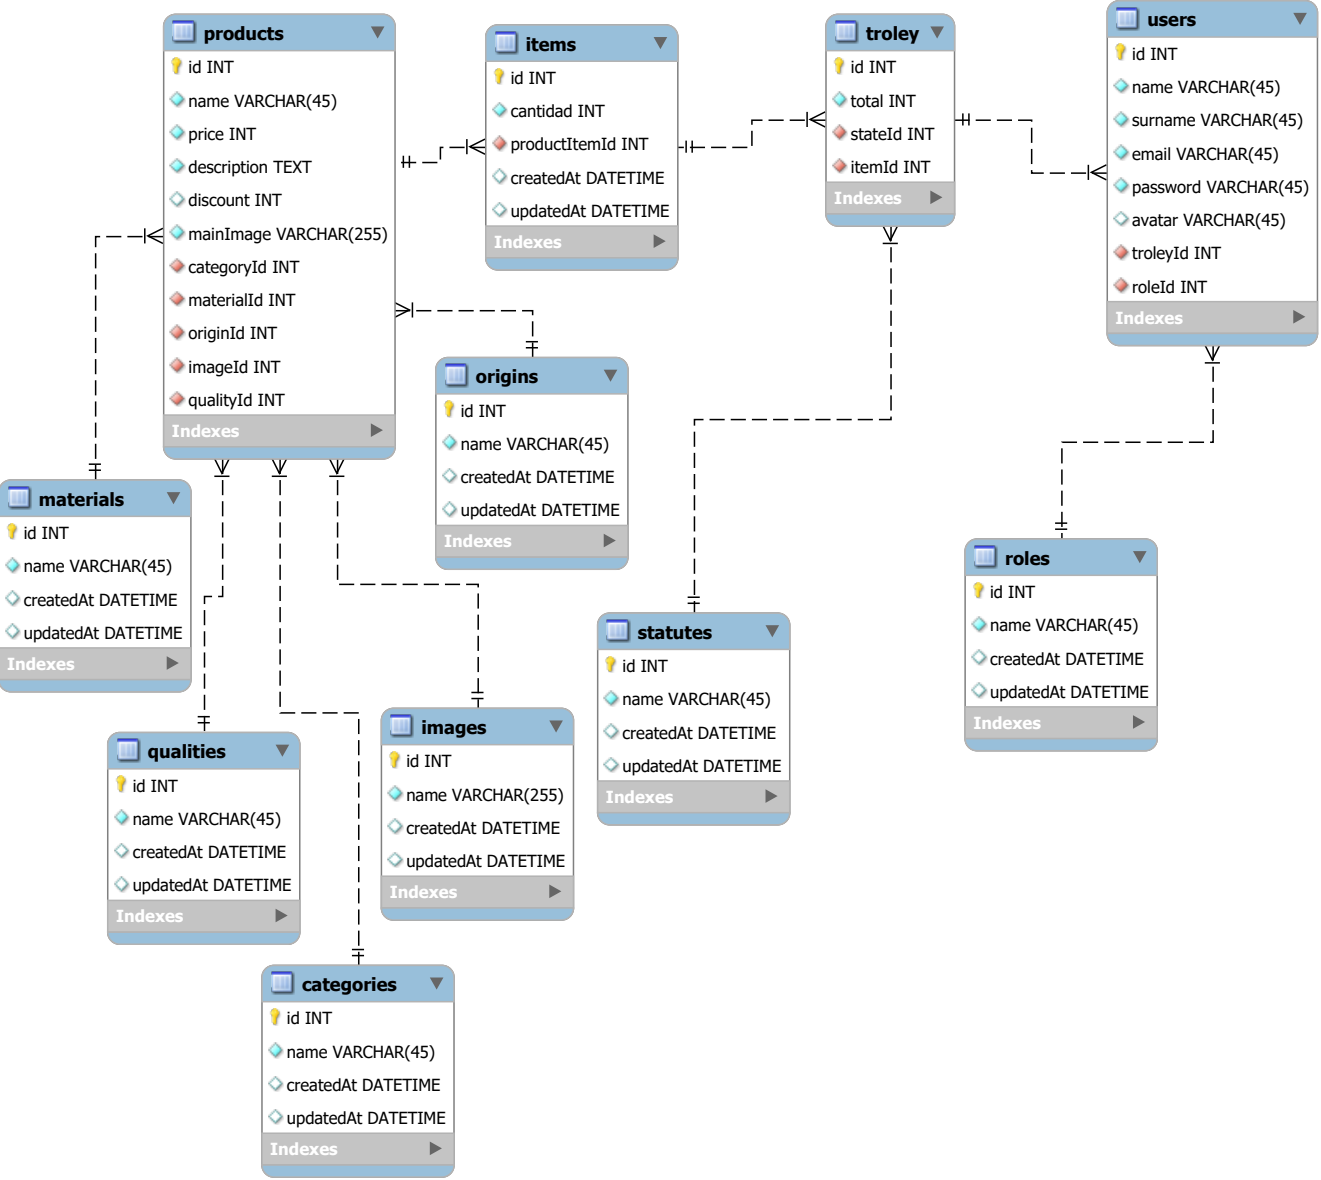 products
id INT
name VARCHAR(45)
price INT
description TEXT
discount INT
mainImage VARCHAR(255)
categoryId INT
materialId INT
originId INT
imageId INT
qualityId INT
Indexes
items
id INT
cantidad INT
productItemId INT
createdAt DATETIME
updatedAt DATETIME
Indexes
troley
id INT
total INT
stateId INT
itemId INT
Indexes
users
id INT
name VARCHAR(45)
surname VARCHAR(45)
email VARCHAR(45)
password VARCHAR(45)
avatar VARCHAR(45)
troleyId INT
roleId INT
Indexes
origins
id INT
name VARCHAR(45)
createdAt DATETIME
updatedAt DATETIME
Indexes
materials
id INT
name VARCHAR(45)
createdAt DATETIME
updatedAt DATETIME
Indexes
roles
id INT
name VARCHAR(45)
createdAt DATETIME
updatedAt DATETIME
Indexes
statutes
id INT
name VARCHAR(45)
createdAt DATETIME
updatedAt DATETIME
Indexes
images
id INT
name VARCHAR(255)
createdAt DATETIME
updatedAt DATETIME
Indexes
qualities
id INT
name VARCHAR(45)
createdAt DATETIME
updatedAt DATETIME
Indexes
categories
id INT
name VARCHAR(45)
createdAt DATETIME
updatedAt DATETIME
Indexes